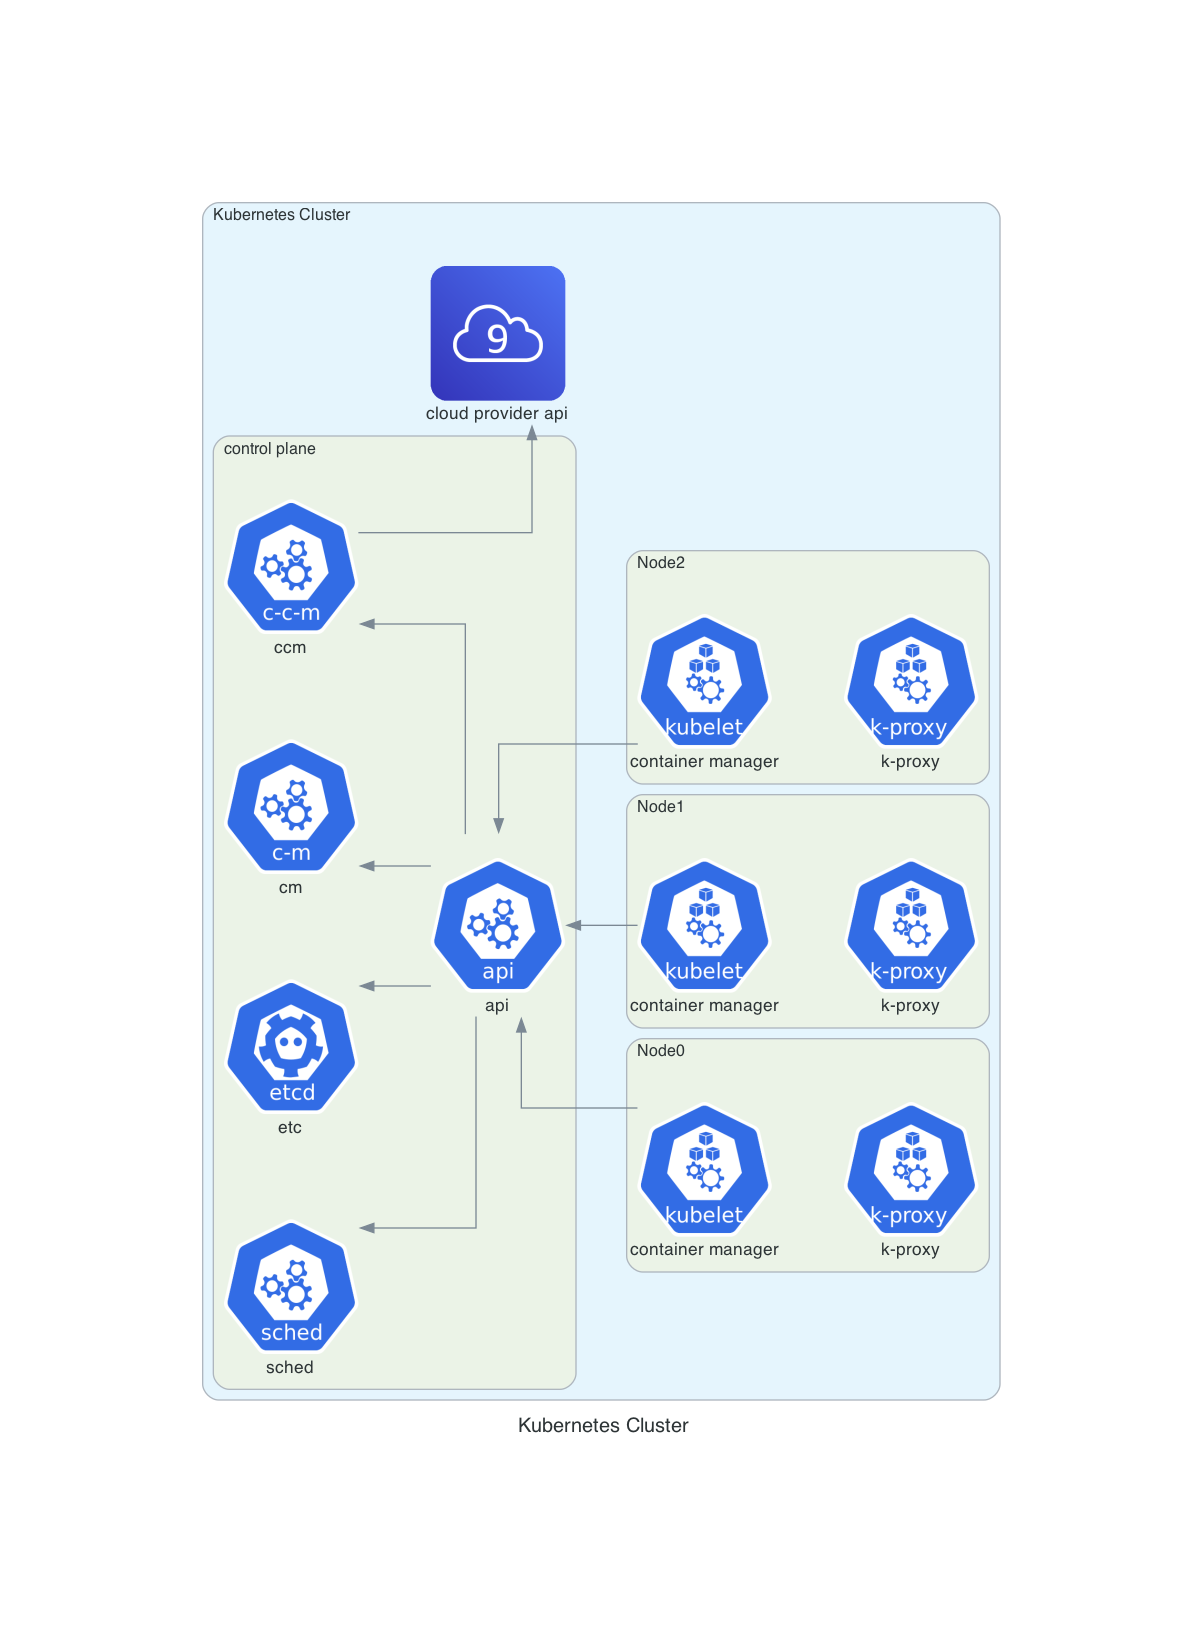 Kubernetes Cluster
9
cloud provider api
control plane
c-c-m
ccm
c-m
cm
api
api
etcd
etc
sched
sched
Node2
kubelet
container manager
k-proxy
k-proxy
Node1
kubelet
container manager
k-proxy
k-proxy
Node0
kubelet
container manager
k-proxy
k-proxy
Kubernetes Cluster